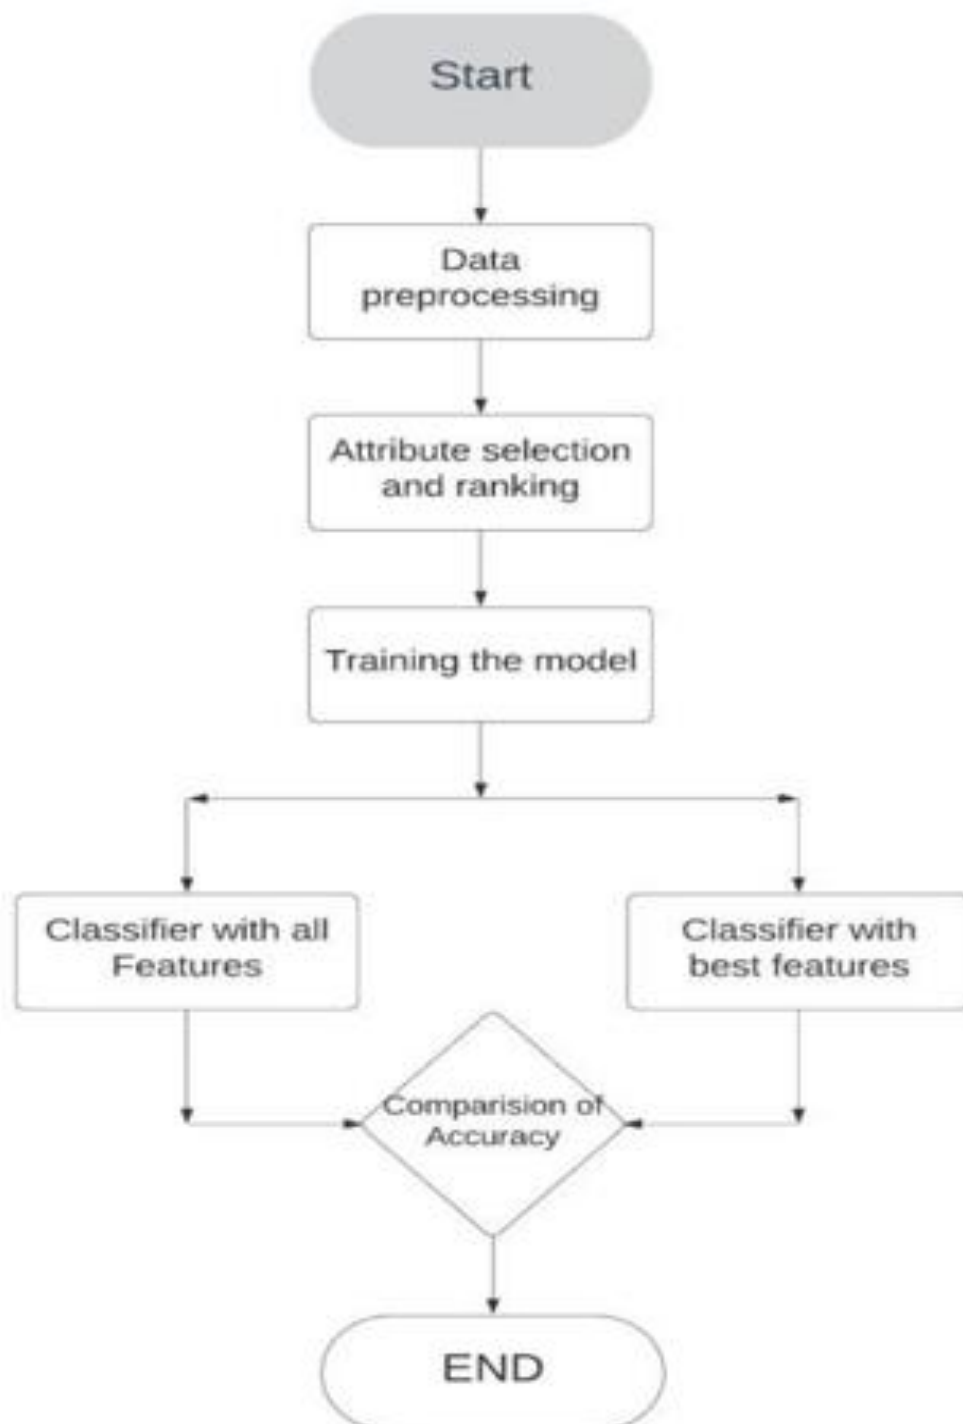 Start
Data
preprocessing
Attribute selection
and ranking
Training the model
Classifier with all
Features
Classifier with
best features
Comparision of
Accuracy
END